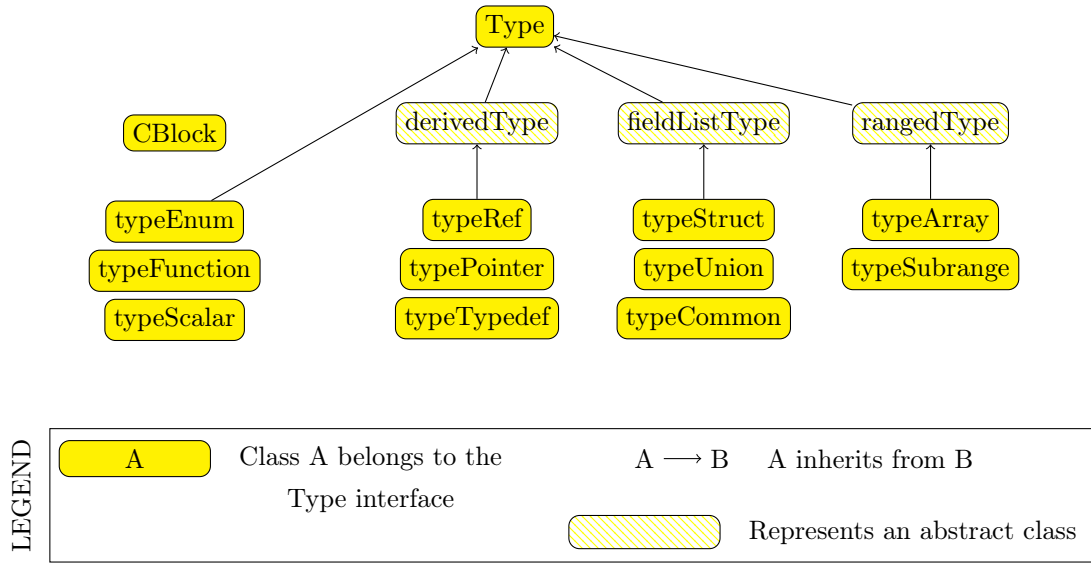 Type
CBlock
derivedType
fieldListType
rangedType
typeEnum
typeRef
typeStruct
typeArray
typeFunction
typePointer
typeUnion
typeSubrange
typeScalar
typeTypedef
typeCommon
LEGEND
A
Class A belongs to the
Type interface
A ⟶ B
A inherits from B
Represents an abstract class